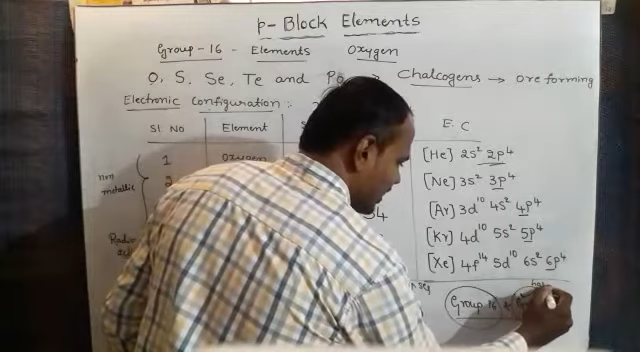 p-Block Elements
Group-16 - Elements Oxygen
O, S, Se, Te and Po → Chalcogens → ore forming
Electronic Configuration :-
Sl. No Element E.C
1 Oxygen [He] 2s² 2p⁴
non metallic 2 [Ne] 3s² 3p⁴
34 [Ar] 3d¹⁰ 4s² 4p⁴
[Kr] 4d¹⁰ 5s² 5p⁴
[Xe] 4f¹⁴ 5d¹⁰ 6s² 6p⁴
Group 16